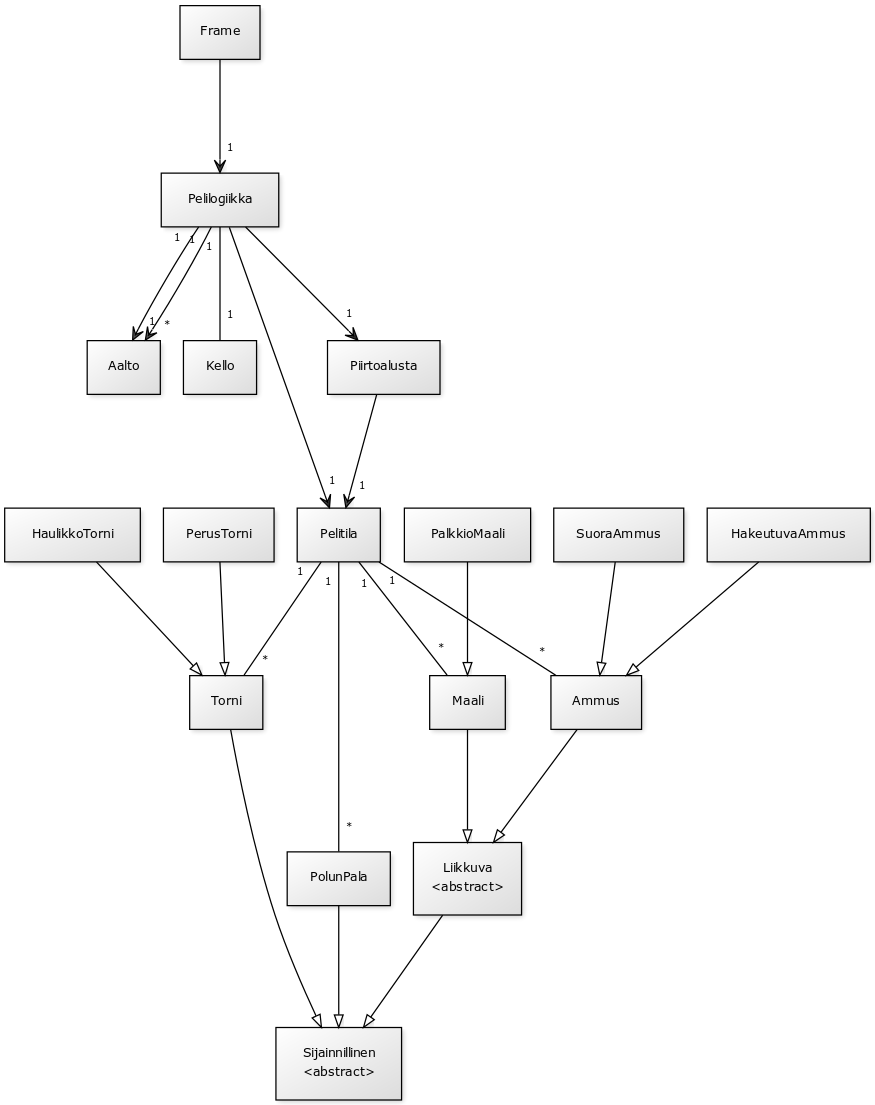 Frame
1
Pelilogiikka
1
1
1
1
*
1
1
Aalto
Kello
Piirtoalusta
1
1
HaulikkoTorni
PerusTorni
Pelitila
PalkkioMaali
SuoraAmmus
HakeutuvaAmmus
1
1
1
1
*
*
*
Torni
Maali
Ammus
*
PolunPala
Liikkuva
<abstract>
Sijainnillinen
<abstract>